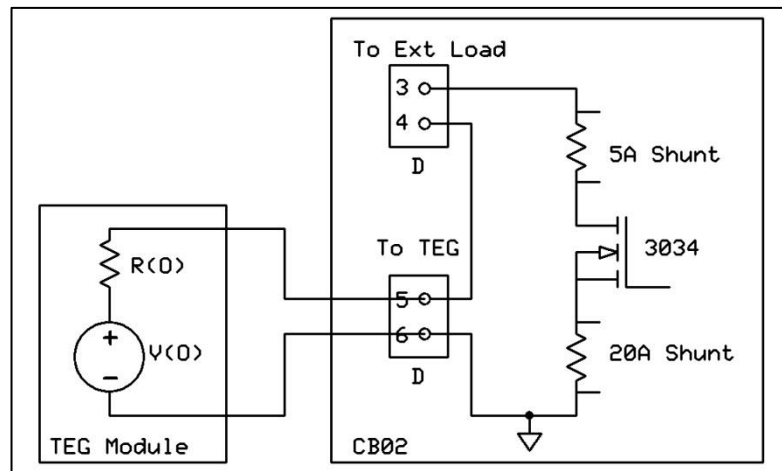 To Ext Load
3
4
D
5A Shunt
To TEG
R(O)
3034
5
6
+
V(O)
-
D
20A Shunt
TEG Module
CB02